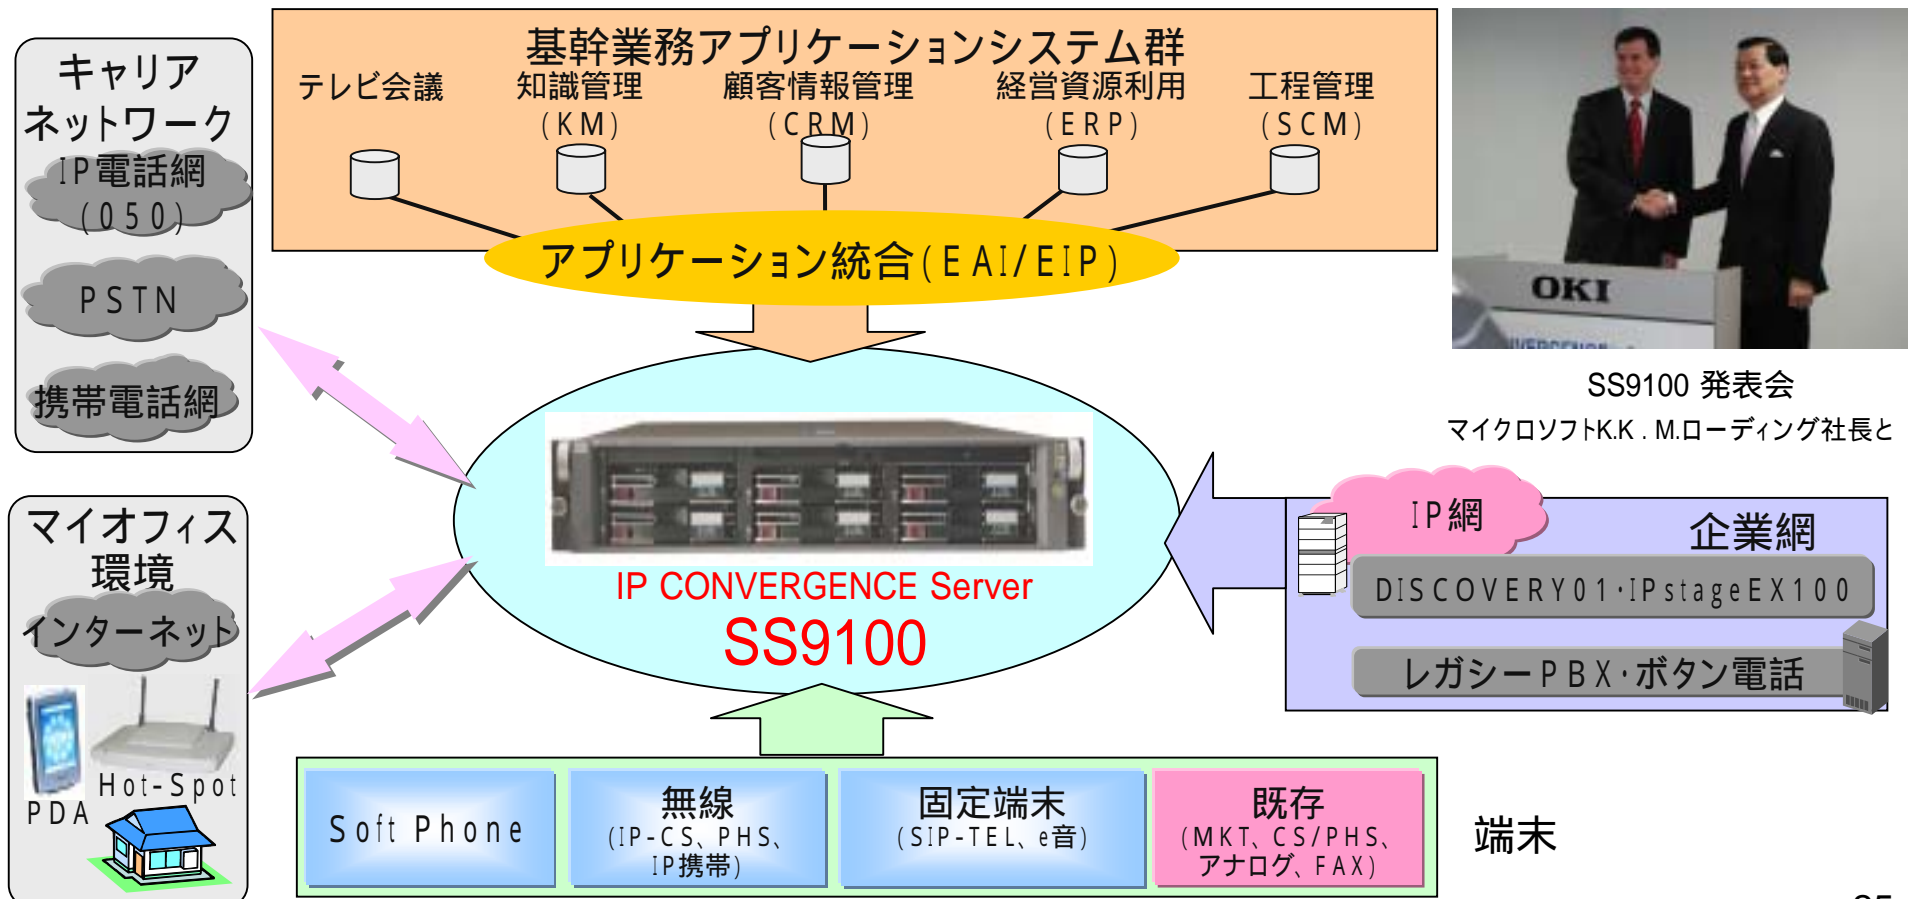 キャリア
ネットワーク
IP電話網
(050)
PSTN
携帯電話網
基幹業務アプリケーションシステム群
テレビ会議
知識管理
(KM)
顧客情報管理
(CRM)
経営資源利用
(ERP)
工程管理
(SCM)
アプリケーション統合(EAI/EIP)
OKI
SS9100 発表会
マイクロソフトK.K．M.ローディング社長と
IP CONVERGENCE Server
SS9100
IP網
企業網
DISCOVERY01・IPstageEX100
レガシーPBX・ボタン電話
マイオフィス
環境
インターネット
Hot-Spot
PDA
Soft Phone
無線
(IP-CS、PHS、
IP携帯)
固定端末
(SIP-TEL、e音)
既存
(MKT、CS/PHS、
アナログ、FAX)
端末